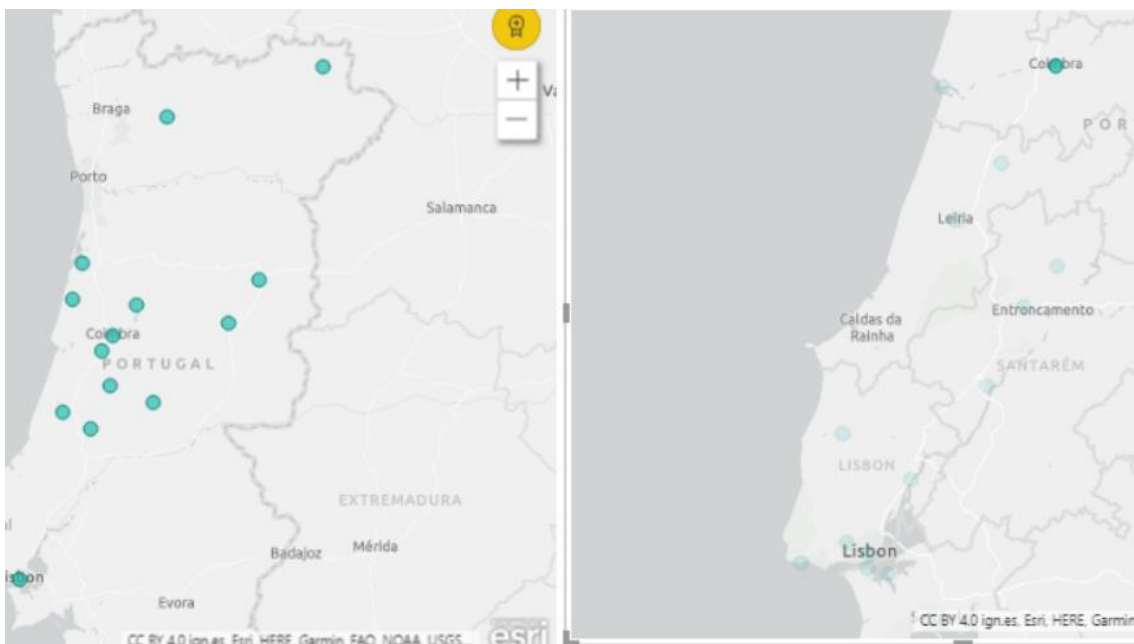 Braga
Porto
Salamanca
Coimbra
PORTUGAL
EXTREMADURA
Badajoz
Mérida
Evora
CC BY 4.0 ign.es, Esri, HERE, Garmin, FAO, NOAA, USGS...
esri
Coimbra
Leiria
Entroncamento
Caldas da
Rainha
SANTARÉM
LISBON
Lisbon
CC BY 4.0 ign.es, Esri, HERE, Garmin